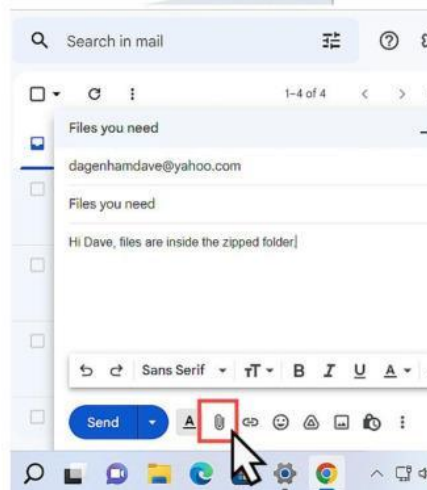 Search in mail
1–4 of 4
Files you need
dagenhamdave@yahoo.com
Files you need
Hi Dave, files are inside the zipped folder.
Sans Serif
B I U A
Send
A